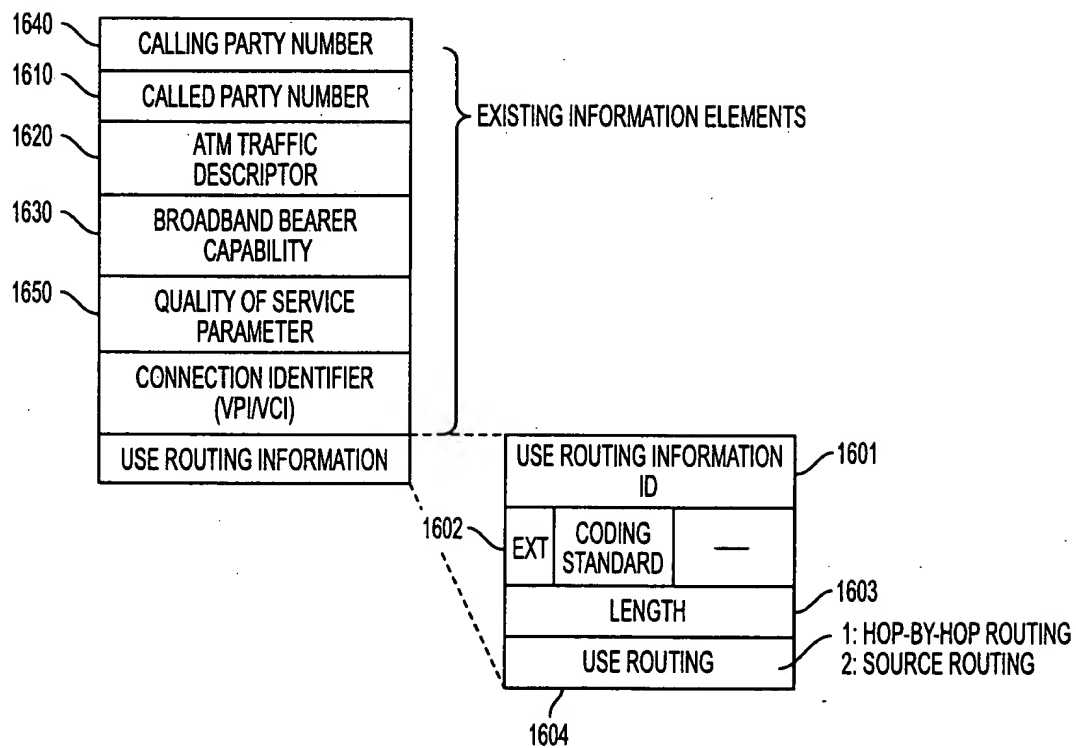 1640
CALLING PARTY NUMBER
1610
CALLED PARTY NUMBER
EXISTING INFORMATION ELEMENTS
1620
ATM TRAFFIC
DESCRIPTOR
1630
BROADBAND BEARER
CAPABILITY
1650
QUALITY OF SERVICE
PARAMETER
CONNECTION IDENTIFIER
(VPI/VCI)
USE ROUTING INFORMATION
USE ROUTING INFORMATION
ID
1601
1602
EXT
CODING
STANDARD
—
1603
LENGTH
USE ROUTING
1: HOP-BY-HOP ROUTING
2: SOURCE ROUTING
1604